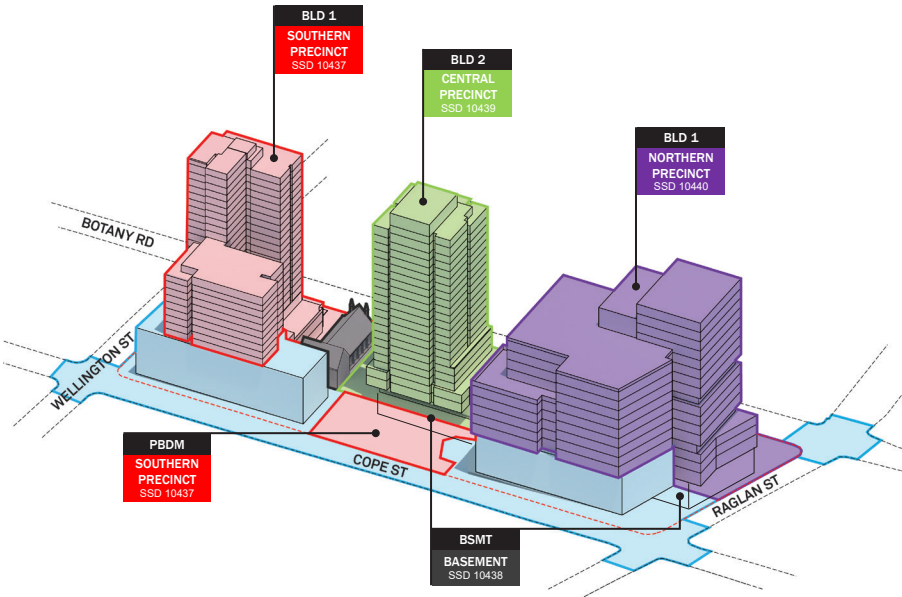 BLD 1
SOUTHERN
PRECINCT
SSD 10437
BLD 2
CENTRAL
PRECINCT
SSD 10439
BLD 1
NORTHERN
PRECINCT
SSD 10440
BOTANY RD
WELLINGTON ST
PBDM
SOUTHERN
PRECINCT
SSD 10437
COPE ST
RAGLAN ST
BSMT
BASEMENT
SSD 10438